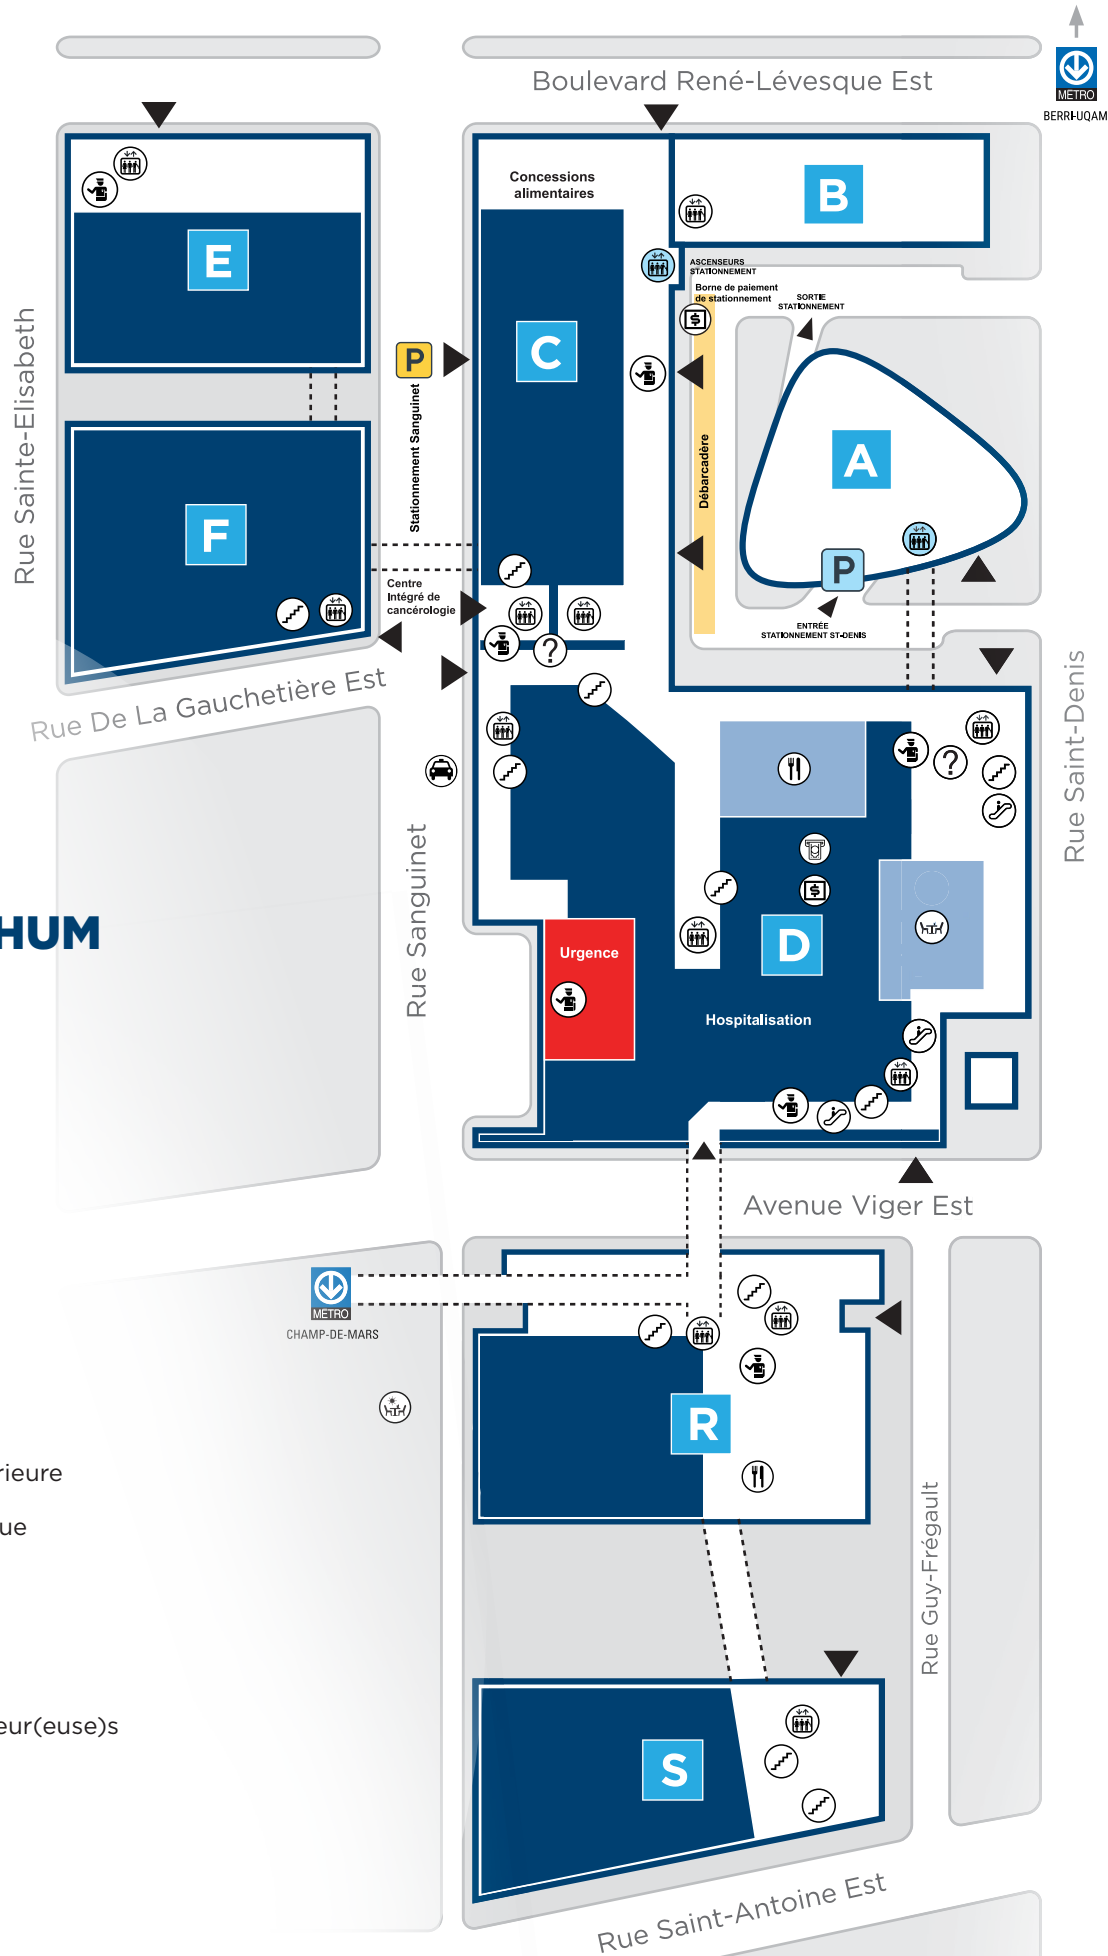 Boulevard René-Lévesque Est
MÉTRO
BERRI-UQAM
Concessions
alimentaires
B
E
ASCENSEURS
STATIONNEMENT
Borne de paiement
de stationnement
$
SORTIE
STATIONNEMENT
C
P
Stationnement Sanguinet
Rue Sainte-Elisabeth
Débarcadère
A
F
P
Centre
Intégré de
cancérologie
ENTRÉE
STATIONNEMENT ST-DENIS
?
Rue De La Gauchetière Est
Rue Saint-Denis
?
Rue Sanguinet
$
HUM
Urgence
D
Hospitalisation
Avenue Viger Est
MÉTRO
CHAMP-DE-MARS
R
rieure
ue
Rue Guy-Frégault
eur(euse)s
S
Rue Saint-Antoine Est